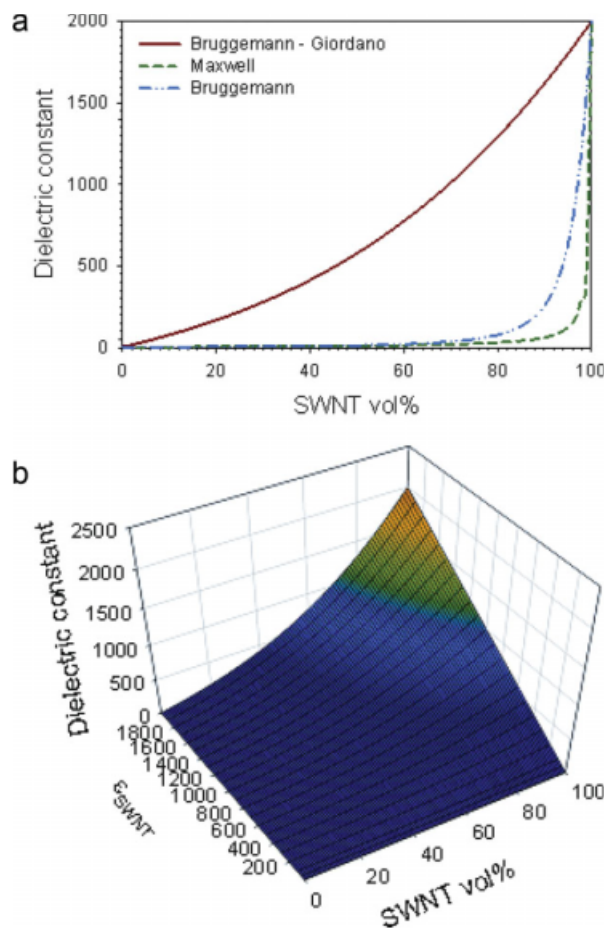 a
2000
1500
1000
500
0
Dielectric constant
Bruggemann - Giordano
Maxwell
Bruggemann
0 20 40 60 80 100
SWNT vol%
b
2500
2000
1500
1000
500
0
Dielectric constant
1800
1600
1400
1200
1000
800
600
400
200
εSWNT
0 20 40 60 80 100
SWNT vol%